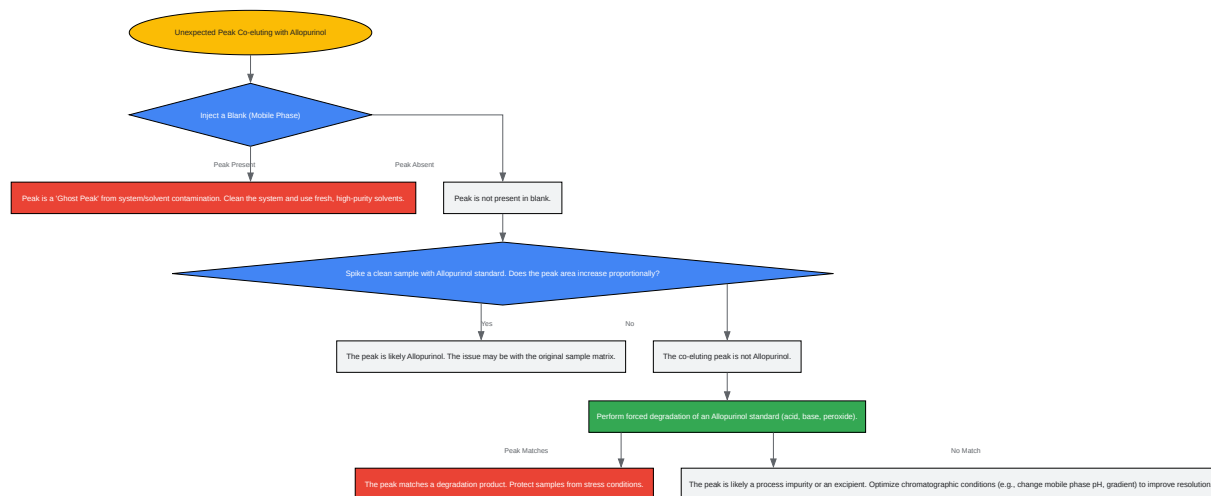 Unexpected Peak Co-eluting with Allopurinol
Inject a Blank (Mobile Phase)
Peak Present
Peak Absent
Peak is a 'Ghost Peak' from system/solvent contamination. Clean the system and use fresh, high-purity solvents.
Peak is not present in blank.
Spike a clean sample with Allopurinol standard. Does the peak area increase proportionally?
Yes
No
The peak is likely Allopurinol. The issue may be with the original sample matrix.
The co-eluting peak is not Allopurinol.
Perform forced degradation of an Allopurinol standard (acid, base, peroxide).
Peak Matches
No Match
The peak matches a degradation product. Protect samples from stress conditions.
The peak is likely a process impurity or an excipient. Optimize chromatographic conditions (e.g., change mobile phase pH, gradient) to improve resolution